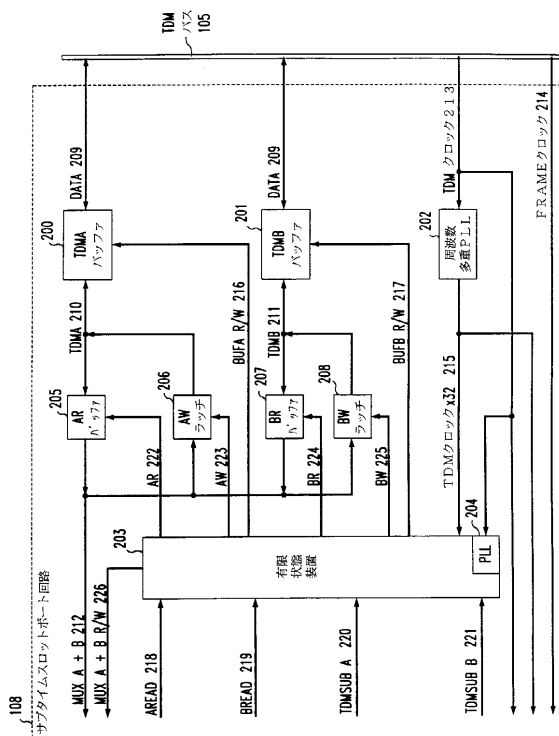 108
サブタイムスロットポート回路
TDM
バス
105
DATA 209
DATA 209
200
TDMA
バッファ
201
TDMB
バッファ
202
周波数
多重PLL
TDM クロック213
FRAMEクロック 214
TDMA 210
TDMB 211
BUFA R/W 216
BUFB R/W 217
TDMクロックx32 215
205
AR
バッファ
206
AW
ラッチ
207
BR
バッファ
208
BW
ラッチ
AR 222
AW 223
BR 224
BW 225
203
有限
状態
装置
204
PLL
MUX A + B 212
MUX A + B R/W 226
AREAD 218
BREAD 219
TDMSUB A 220
TDMSUB B 221